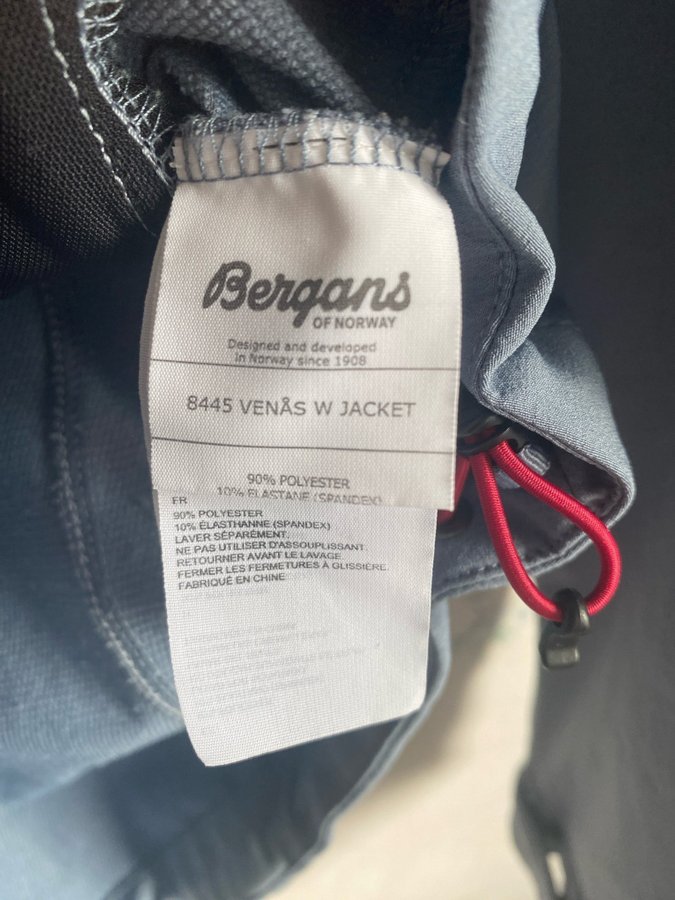 Bergans
OF NORWAY
Designed and developed
in Norway since 1908
8445 VENÅS W JACKET
90% POLYESTER
10% ELASTANE (SPANDEX)
FR
90% POLYESTER
10% ÉLASTHANNE (SPANDEX)
LAVER SÉPARÉMENT.
NE PAS UTILISER D'ASSOUPLISSANT
RETOURNER AVANT LE LAVAGE
FERMER LES FERMETURES À GLISSIÈRE
FABRIQUÉ EN CHINE